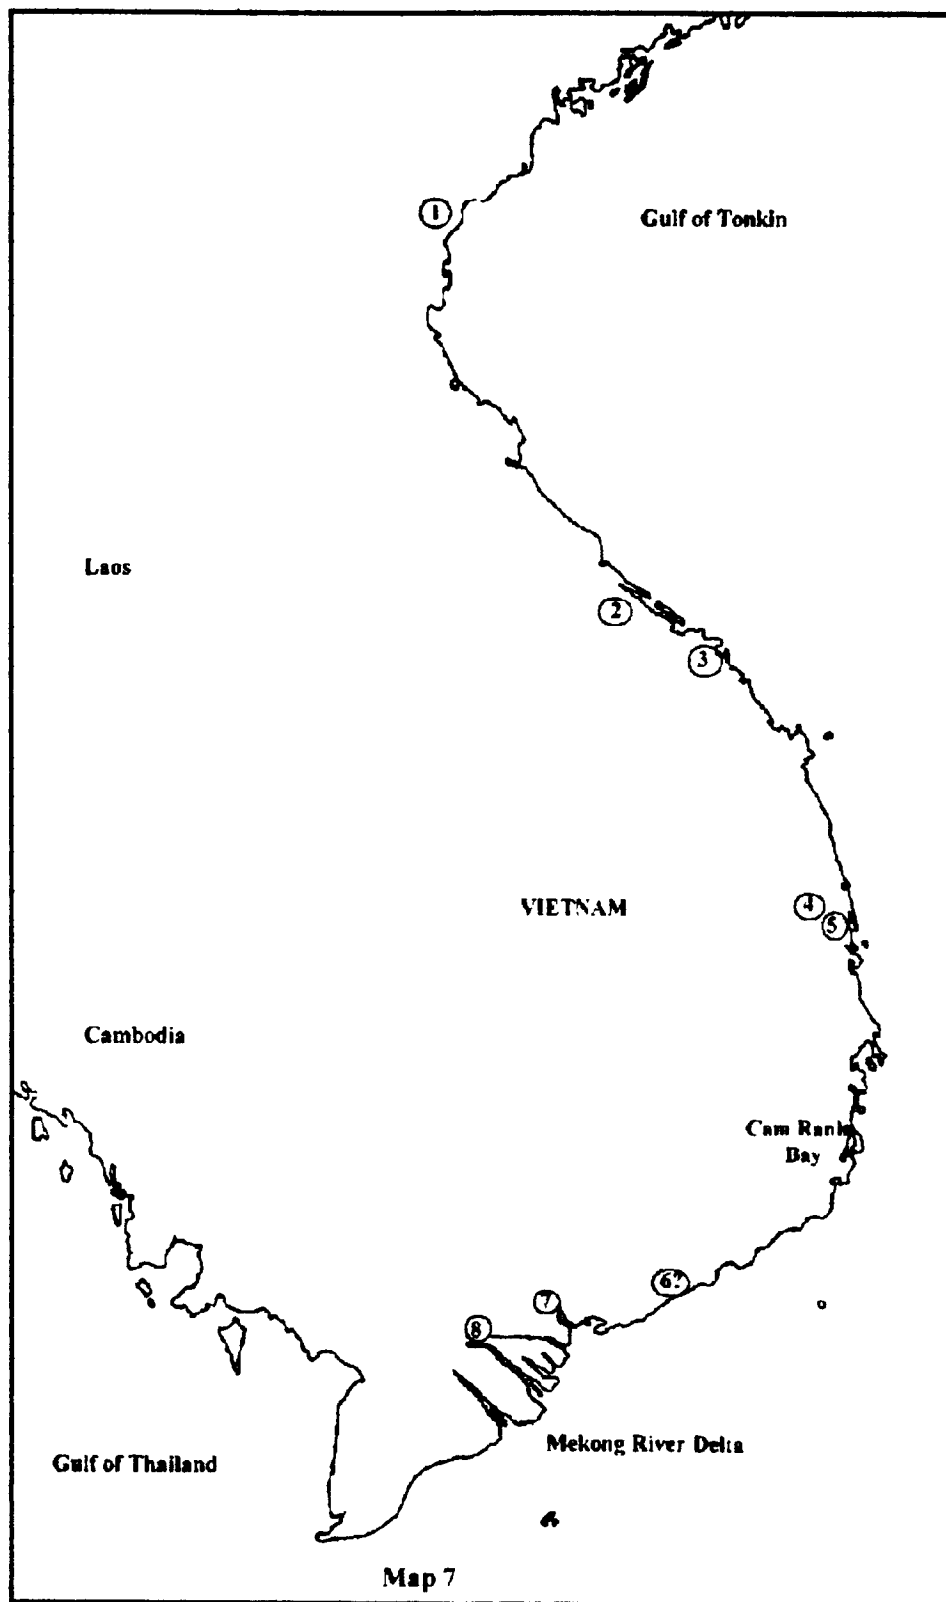 1
Gulf of Tonkin
Laos
2
3
VIETNAM
4
5
Cambodia
Cam Ranh
Bay
6?
7
8
Mekong River Delta
Gulf of Thailand
Map 7